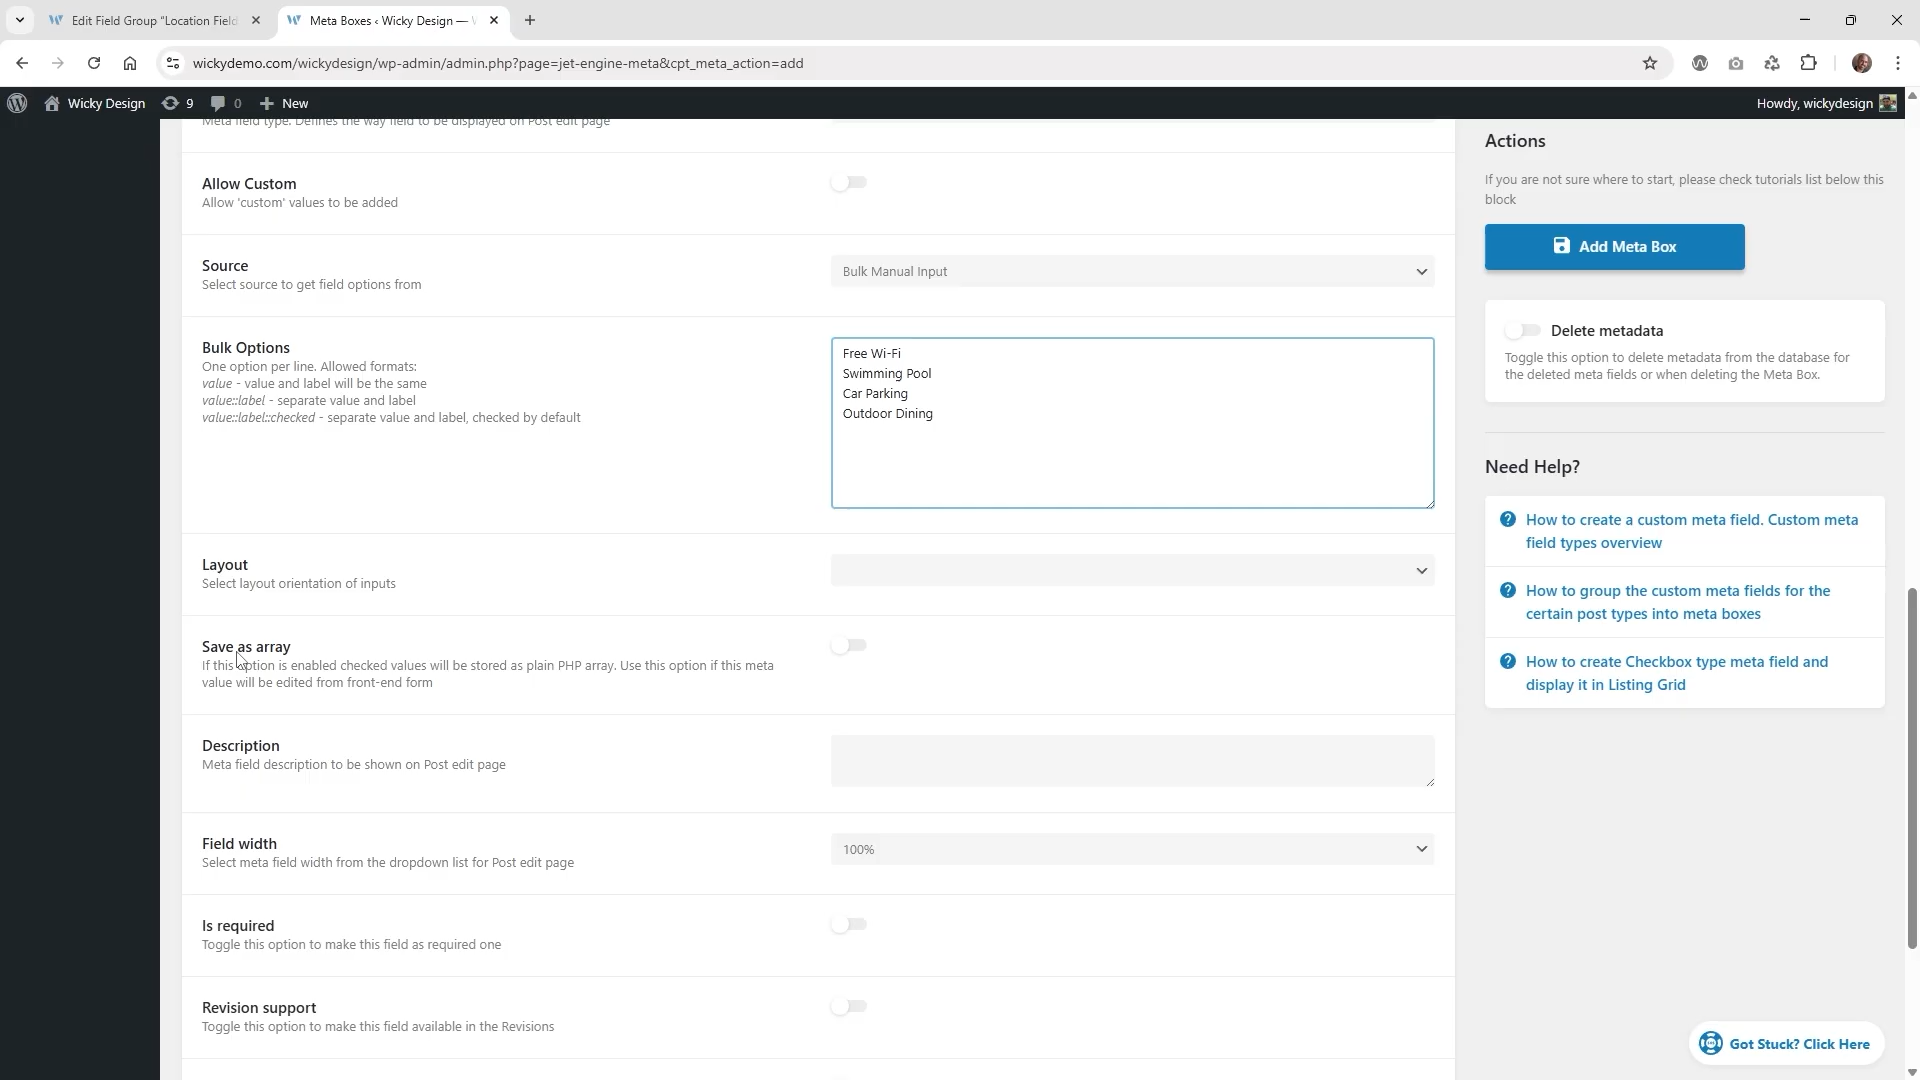 Edit Field Group "Location Field
Meta Boxes ‹ Wicky Design —
wickydemo.com/wickydesign/wp-admin/admin.php?page=jet-engine-meta&cpt_meta_action=add
Wicky Design
9
0
New
Howdy, wickydesign
Meta field type. Defines the way field to be displayed on Post edit page
Allow Custom
Allow 'custom' values to be added
Source
Select source to get field options from
Bulk Manual Input
Bulk Options
One option per line. Allowed formats:
value - value and label will be the same
value::label - separate value and label
value::label::checked - separate value and label, checked by default
Free Wi-Fi
Swimming Pool
Car Parking
Outdoor Dining
Layout
Select layout orientation of inputs
Save as array
If this option is enabled checked values will be stored as plain PHP array. Use this option if this meta
value will be edited from front-end form
Description
Meta field description to be shown on Post edit page
Field width
Select meta field width from the dropdown list for Post edit page
100%
Is required
Toggle this option to make this field as required one
Revision support
Toggle this option to make this field available in the Revisions
Actions
If you are not sure where to start, please check tutorials list below this
block
Add Meta Box
Delete metadata
Toggle this option to delete metadata from the database for
the deleted meta fields or when deleting the Meta Box.
Need Help?
How to create a custom meta field. Custom meta
field types overview
How to group the custom meta fields for the
certain post types into meta boxes
How to create Checkbox type meta field and
display it in Listing Grid
Got Stuck? Click Here